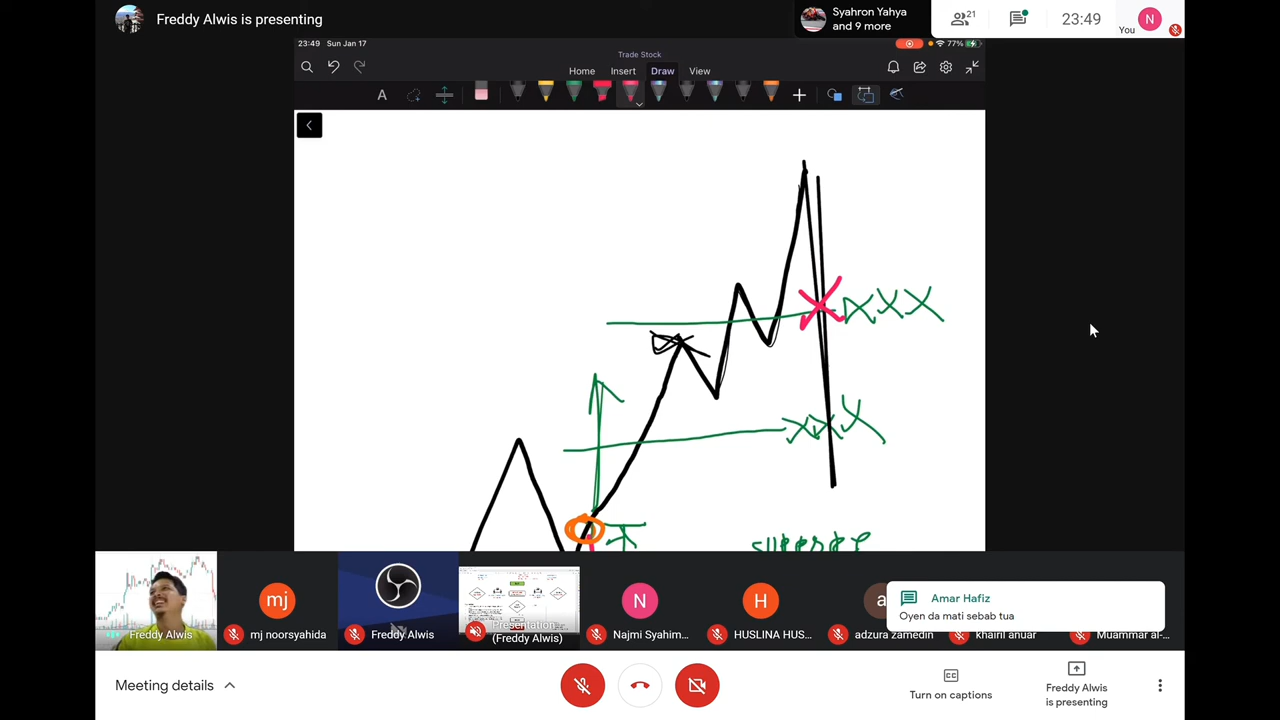 Freddy Alwis is presenting
Syahron Yahya
and 9 more
21
23:49
You
N
23:49 Sun Jan 17
77%
Trade Stock
Home Insert Draw View
A
XXX
XXX
support
Freddy Alwis
mj
mj noorsyahida
Freddy Alwis
Presentation
(Freddy Alwis)
N
Najmi Syahim...
H
HUSLINA HUS...
a
adzura zamedin
khairil anuar
Muammar al-...
Amar Hafiz
Oyen da mati sebab tua
Meeting details
Turn on captions
Freddy Alwis
is presenting